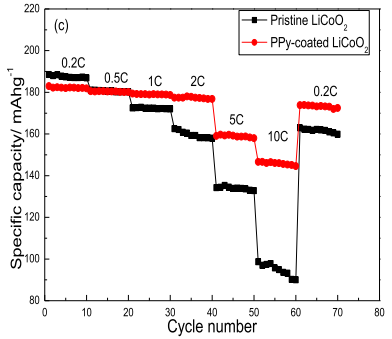 (c)
Pristine LiCoO2
PPy-coated LiCoO2
0.2C
0.5C
1C
2C
5C
10C
0.2C
220
200
180
160
140
120
100
80
0 10 20 30 40 50 60 70 80
Specific capacity/ mAhg-1
Cycle number